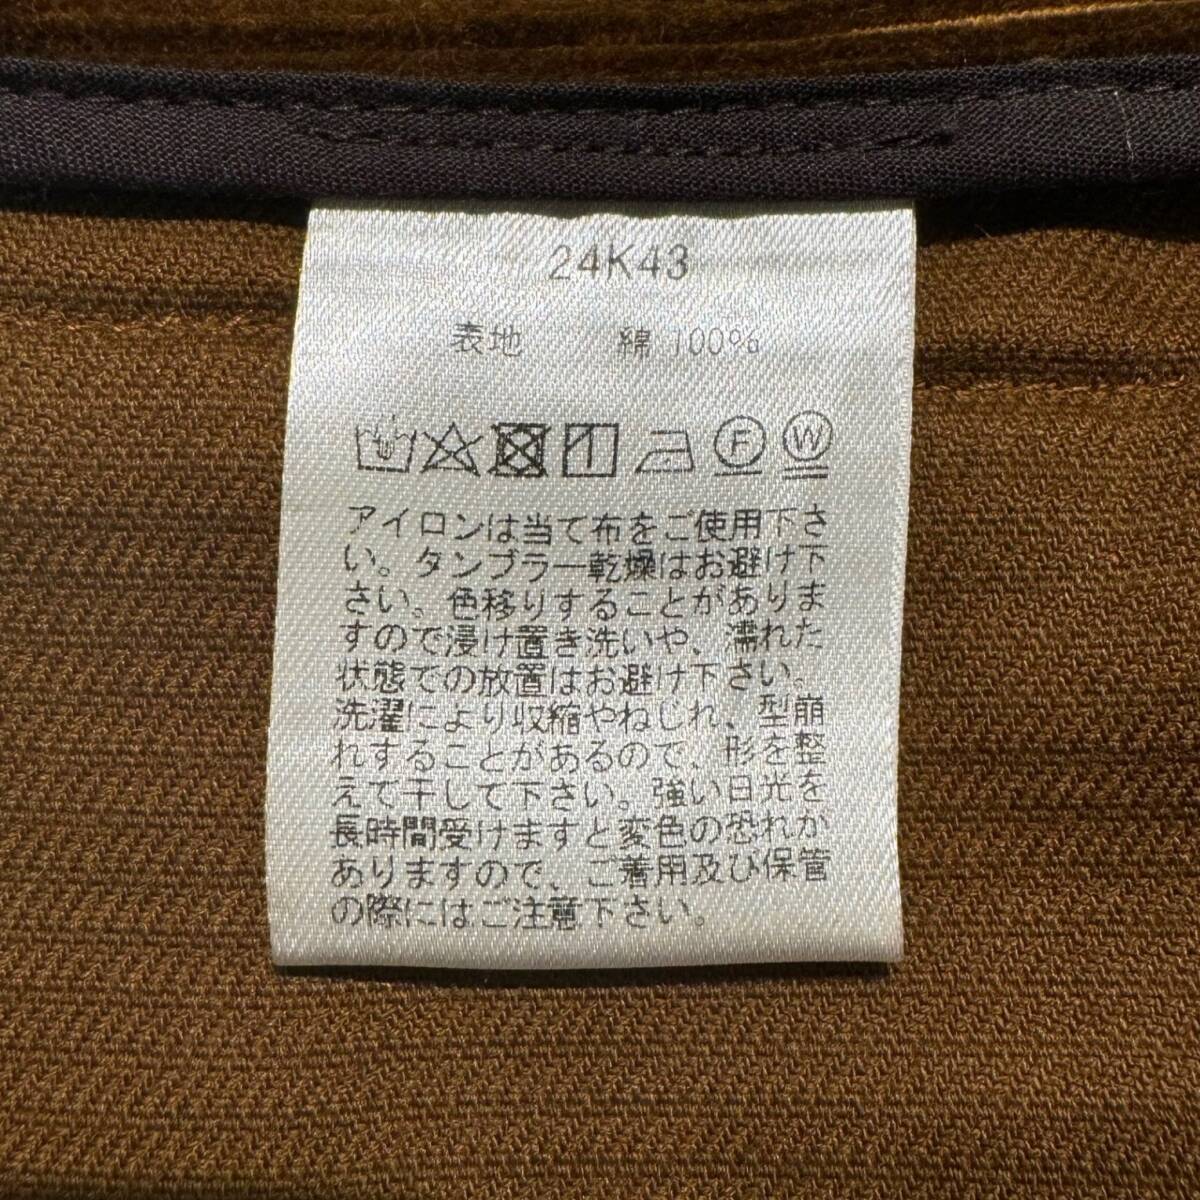 24K43
表地 綿 100%
F W
アイロンは当て布をご使用下さ
い。タンブラー乾燥はお避け下
さい。色移りすることがありま
すので浸け置き洗いや、濡れた
状態での放置はお避け下さい。
洗濯により収縮やねじれ、型崩
れすることがあるので、形を整
えて干して下さい。強い日光を
長時間受けますと変色の恐れが
ありますので、ご着用及び保管
の際にはご注意下さい。